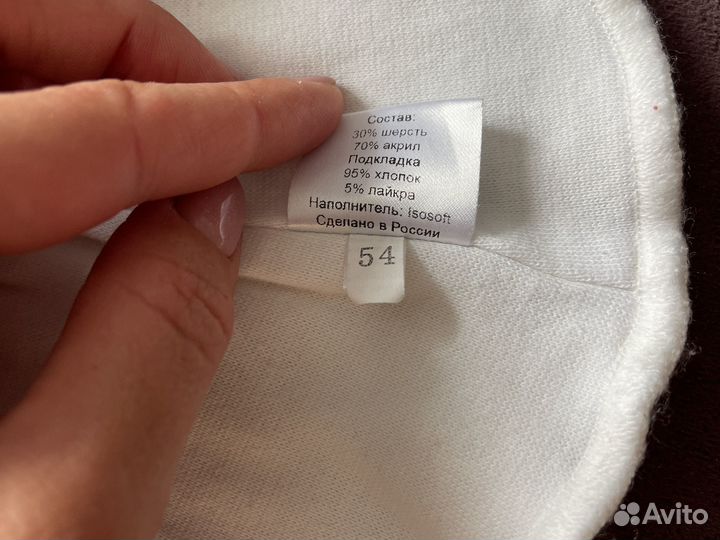 Состав:
30% шерсть
70% акрил
Подкладка
95% хлопок
5% лайкра
Наполнитель: Isosoft
Сделано в России
54
Avito